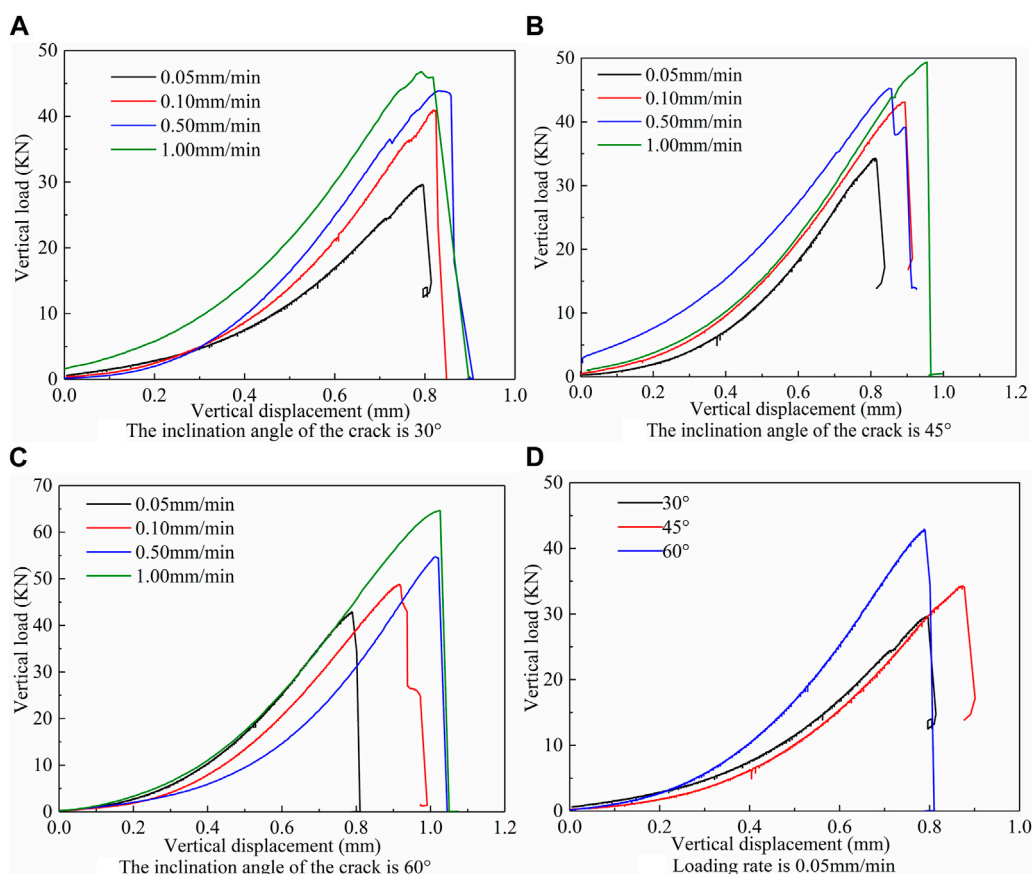 A
50
40
30
20
10
0
Vertical load (KN)
0.05mm/min
0.10mm/min
0.50mm/min
1.00mm/min
0.0 0.2 0.4 0.6 0.8 1.0
Vertical displacement (mm)
The inclination angle of the crack is 30°
B
50
40
30
20
10
0
Vertical load (KN)
0.05mm/min
0.10mm/min
0.50mm/min
1.00mm/min
0.0 0.2 0.4 0.6 0.8 1.0 1.2
Vertical displacement (mm)
The inclination angle of the crack is 45°
C
70
60
50
40
30
20
10
0
Vertical load (KN)
0.05mm/min
0.10mm/min
0.50mm/min
1.00mm/min
0.0 0.2 0.4 0.6 0.8 1.0 1.2
Vertical displacement (mm)
The inclination angle of the crack is 60°
D
50
40
30
20
10
0
Vertical load (KN)
30°
45°
60°
0.0 0.2 0.4 0.6 0.8 1.0
Vertical displacement (mm)
Loading rate is 0.05mm/min